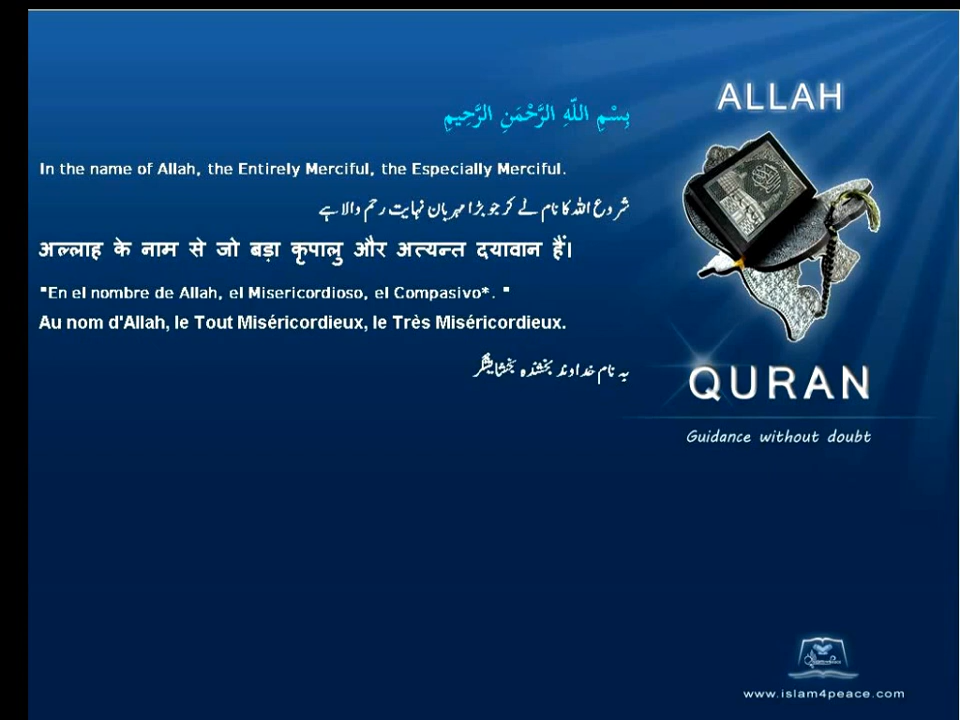 بِسْمِ اللّهِ الرَّحْمَنِ الرَّحِيمِ
In the name of Allah, the Entirely Merciful, the Especially Merciful.
شروع اللہ کا نام لے کر جو بڑا مہربان نہایت رحم والا ہے
अल्लाह के नाम से जो बड़ा कृपालु और अत्यन्त दयावान हैं।
"En el nombre de Allah, el Misericordioso, el Compasivo*. "
Au nom d'Allah, le Tout Miséricordieux, le Très Miséricordieux.
به نام خداوند بخشنده بخشایشگر
ALLAH
QURAN
Guidance without doubt
www.islam4peace.com